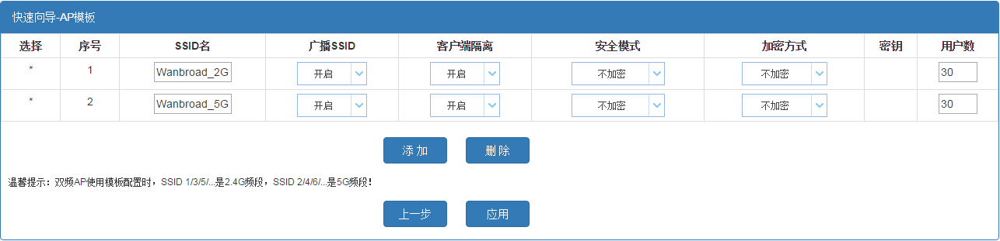 快速向导-AP模板
选择 序号 SSID名 广播SSID 客户端隔离 安全模式 加密方式 密钥 用户数
* 1 Wanbroad_2G 开启 开启 不加密 不加密 30
* 2 Wanbroad_5G 开启 开启 不加密 不加密 30
添加 删除
温馨提示：双频AP使用模板配置时，SSID 1/3/5/...是2.4G频段，SSID 2/4/6/...是5G频段！
上一步 应用